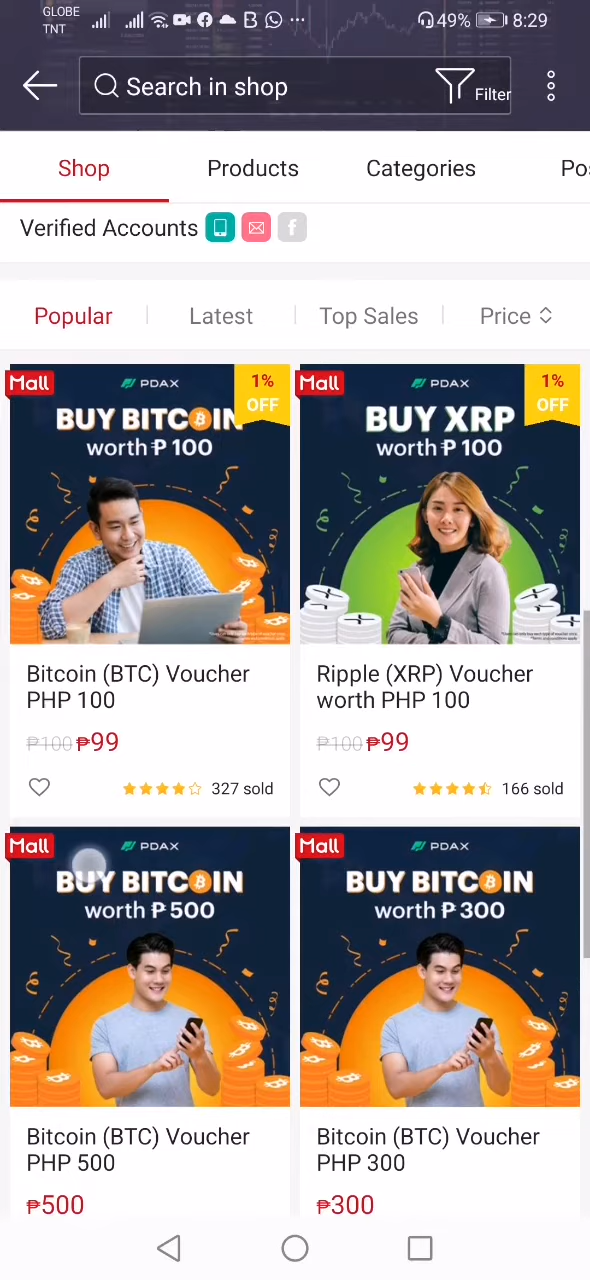 GLOBE
TNT
49% 8:29
Search in shop
Filter
Shop
Products
Categories
Pos
Verified Accounts
Popular
Latest
Top Sales
Price
Mall
PDAX
1%
OFF
BUY BITCOIN
worth ₱ 100
Mall
PDAX
1%
OFF
BUY XRP
worth ₱ 100
Bitcoin (BTC) Voucher
PHP 100
₱100 ₱99
327 sold
Ripple (XRP) Voucher
worth PHP 100
₱100 ₱99
166 sold
Mall
PDAX
BUY BITCOIN
worth ₱ 500
Mall
PDAX
BUY BITCOIN
worth ₱ 300
Bitcoin (BTC) Voucher
PHP 500
₱500
Bitcoin (BTC) Voucher
PHP 300
₱300